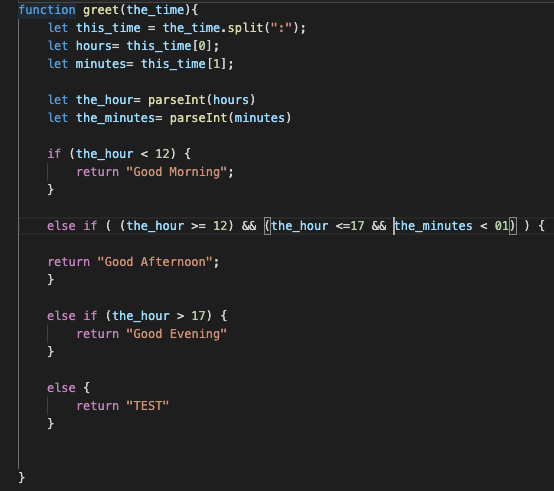 function greet(the_time){
let this_time = the_time.split(":");
let hours= this_time[0];
let minutes= this_time[1];
let the_hour= parseInt(hours)
let the_minutes= parseInt(minutes)
if (the_hour < 12) {
return "Good Morning";
}
else if ( (the_hour >= 12) && (the_hour <=17 && the_minutes < 01) ) {
return "Good Afternoon";
}
else if (the_hour > 17) {
return "Good Evening"
}
else {
return "TEST"
}
}